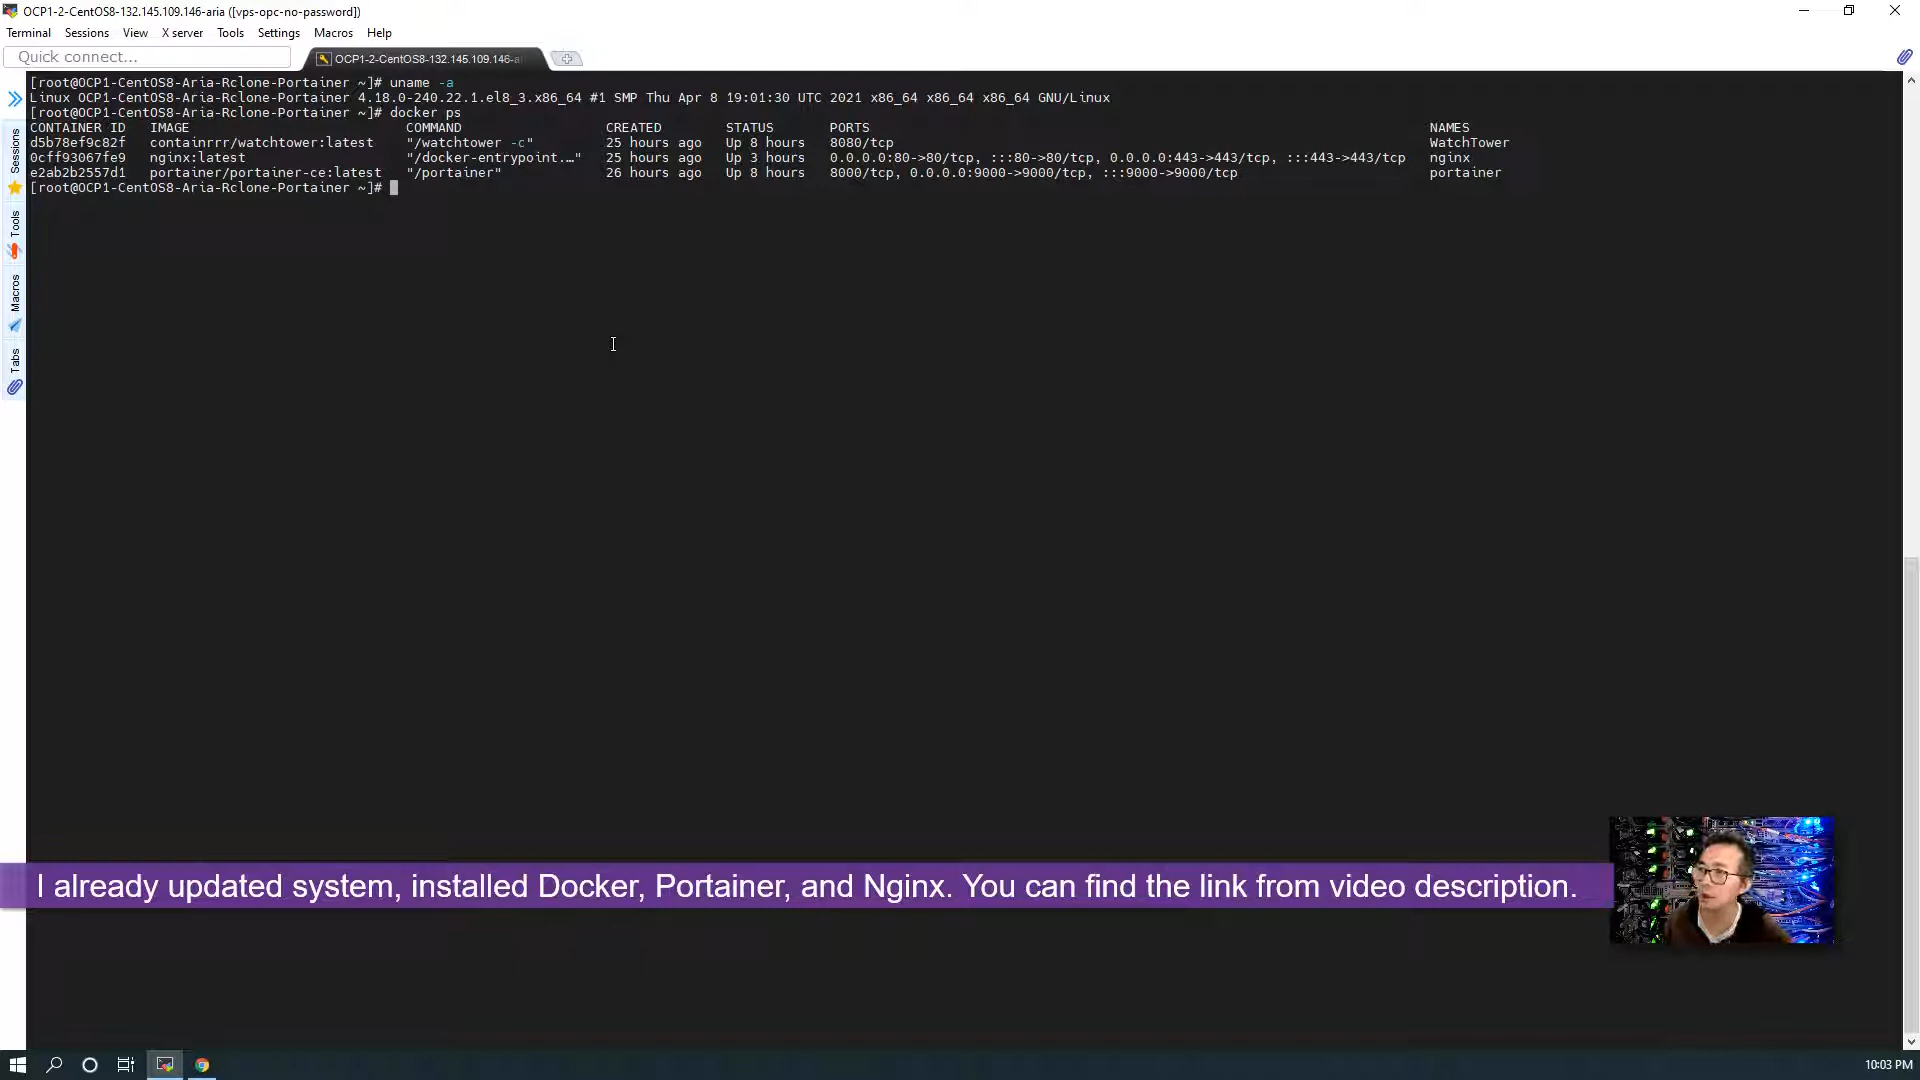 OCP1-2-CentOS8-132.145.109.146-aria ([vps-opc-no-password])
Terminal Sessions View X server Tools Settings Macros Help
Quick connect...
OCP1-2-CentOS8-132.145.109.146-a
[root@OCP1-CentOS8-Aria-Rclone-Portainer ~]# uname -a
Linux OCP1-CentOS8-Aria-Rclone-Portainer 4.18.0-240.22.1.el8_3.x86_64 #1 SMP Thu Apr 8 19:01:30 UTC 2021 x86_64 x86_64 x86_64 GNU/Linux
[root@OCP1-CentOS8-Aria-Rclone-Portainer ~]# docker ps
CONTAINER ID IMAGE COMMAND CREATED STATUS PORTS NAMES
d5b78ef9c82f containrrr/watchtower:latest "/watchtower -c" 25 hours ago Up 8 hours 8080/tcp WatchTower
0cff93067fe9 nginx:latest "/docker-entrypoint.…" 25 hours ago Up 3 hours 0.0.0.0:80->80/tcp, :::80->80/tcp, 0.0.0.0:443->443/tcp, :::443->443/tcp nginx
e2ab2b2557d1 portainer/portainer-ce:latest "/portainer" 26 hours ago Up 8 hours 8000/tcp, 0.0.0.0:9000->9000/tcp, :::9000->9000/tcp portainer
[root@OCP1-CentOS8-Aria-Rclone-Portainer ~]#
Sessions
Tools
Macros
Tabs
I already updated system, installed Docker, Portainer, and Nginx. You can find the link from video description.
10:03 PM